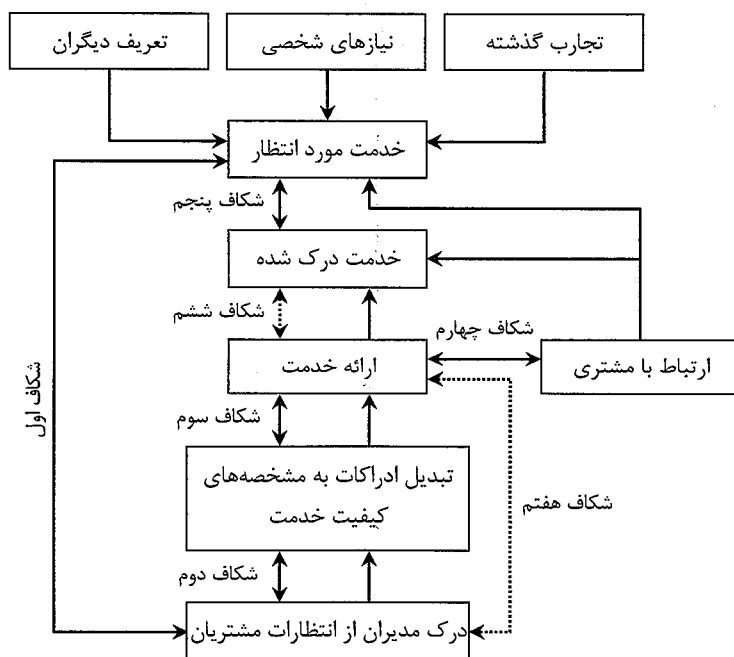 تجارب گذشته
نیازهای شخصی
تعریف دیگران
خدمت مورد انتظار
شکاف پنجم
خدمت درک شده
شکاف ششم
شکاف چهارم
ارائه خدمت
ارتباط با مشتری
شکاف اول
شکاف سوم
تبدیل ادراکات به مشخصه‌های
کیفیت خدمت
شکاف هفتم
شکاف دوم
درک مدیران از انتظارات مشتریان